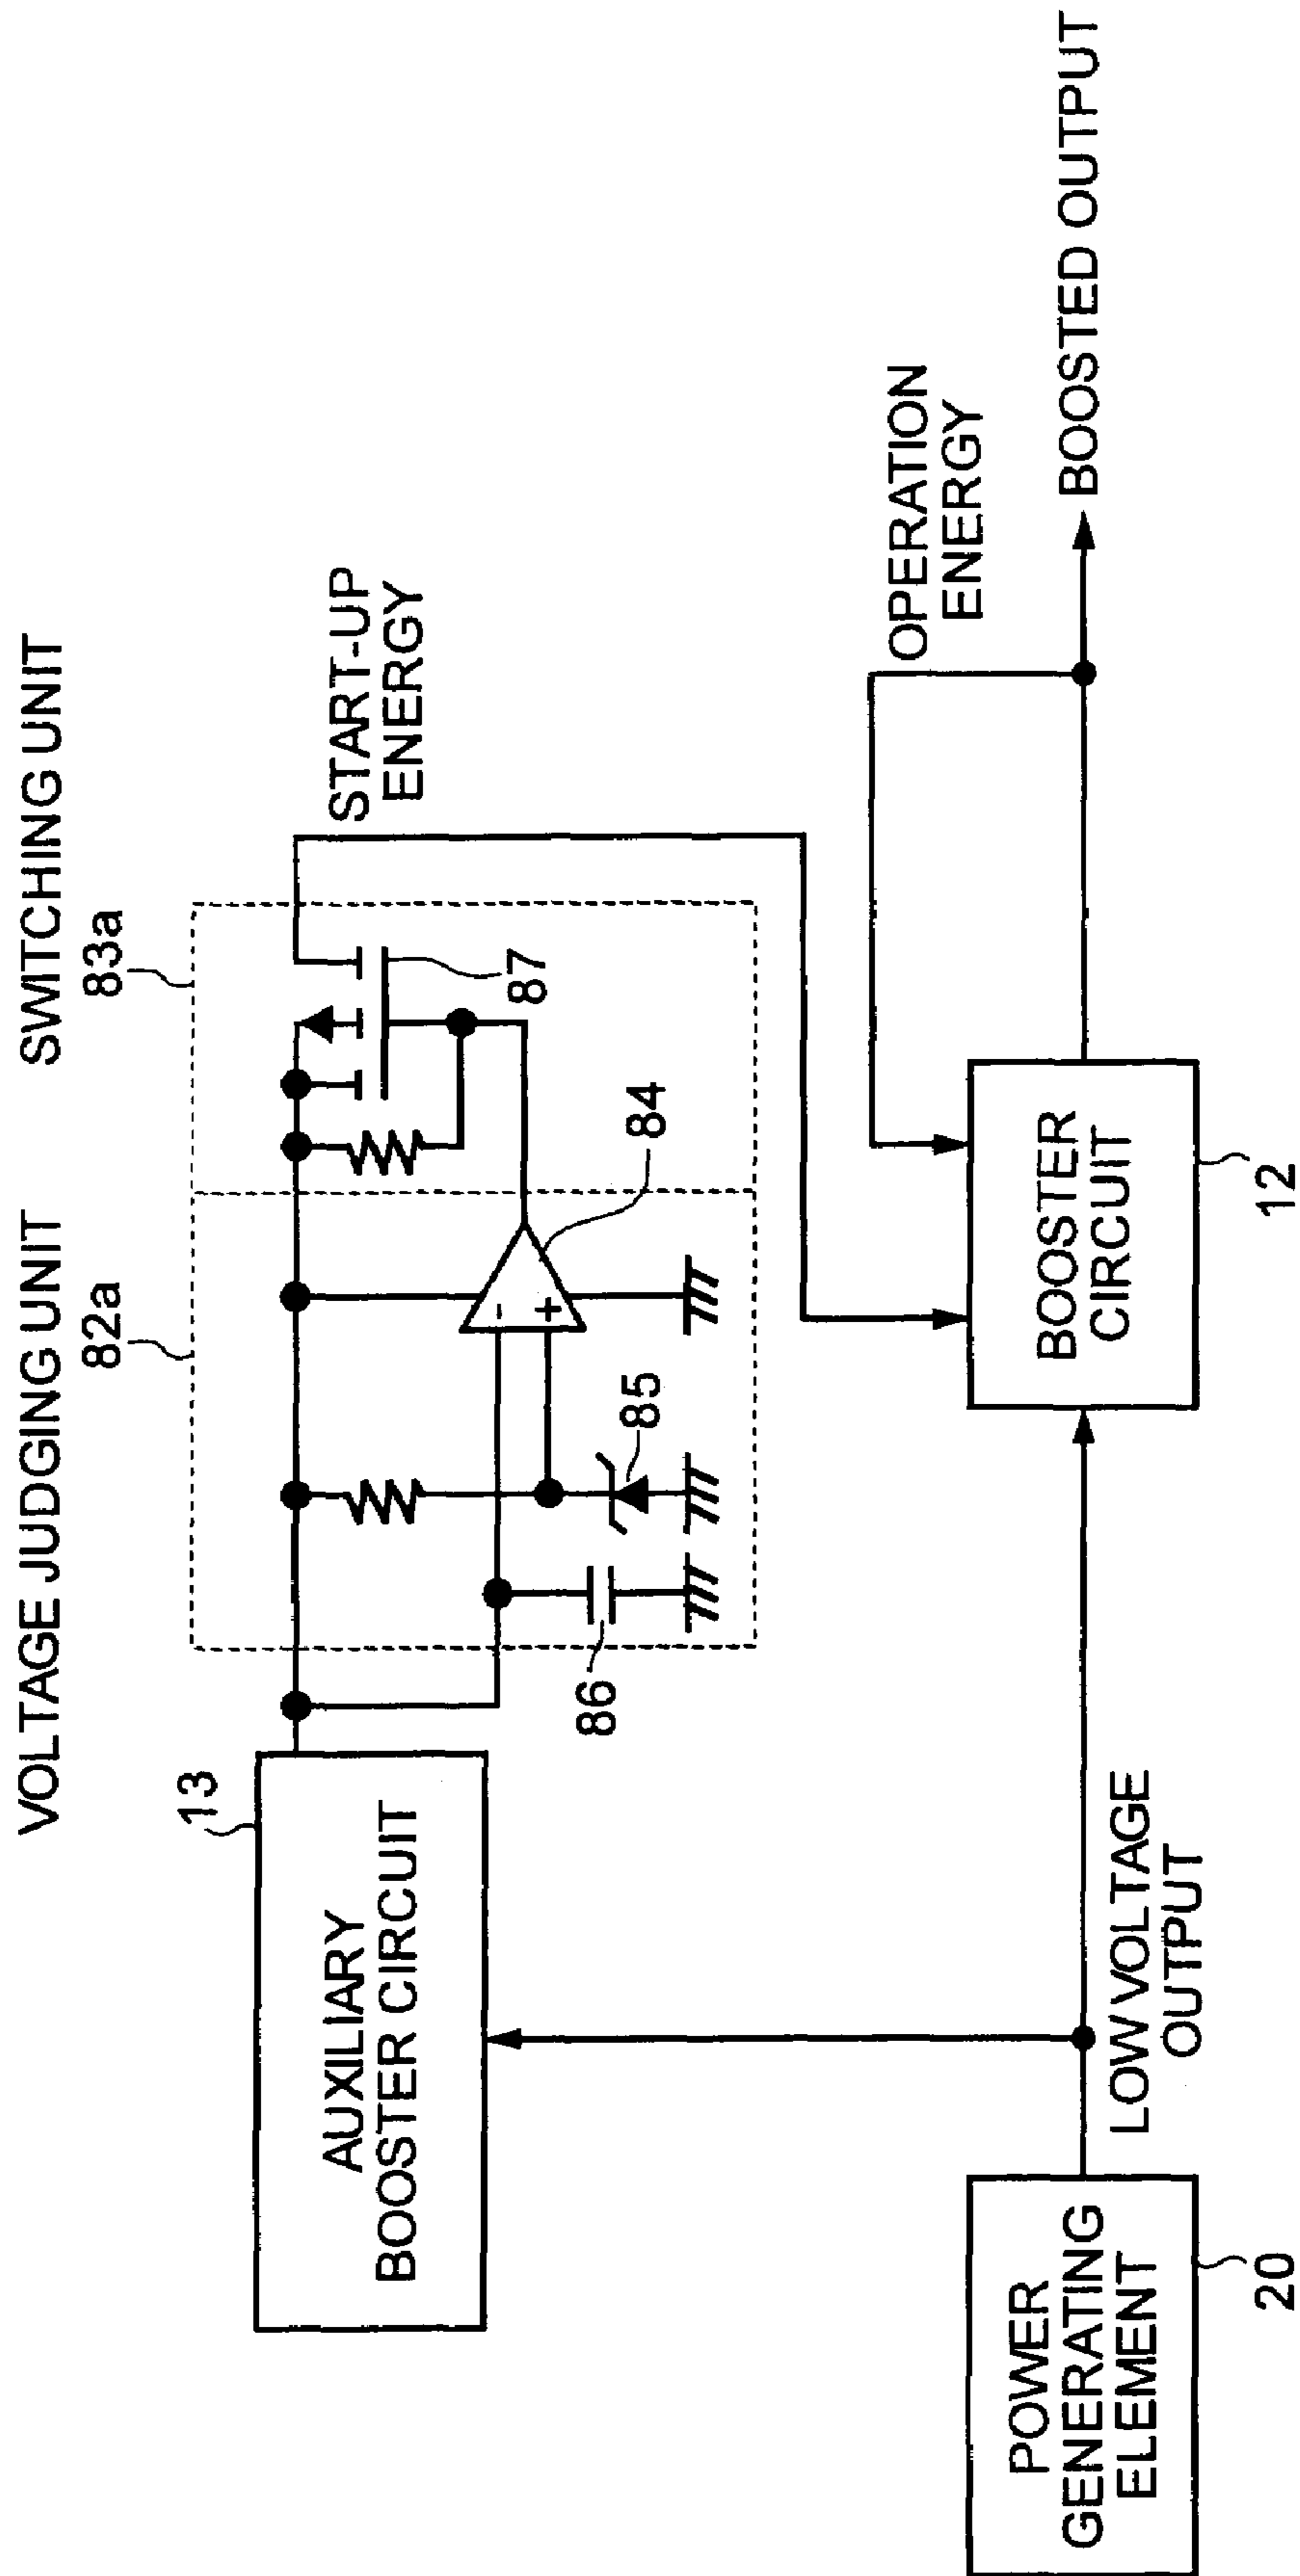 VOLTAGE JUDGING UNIT
SWITCHING UNIT
82a
83a
13
AUXILIARY
BOOSTER CIRCUIT
START-UP
ENERGY
87
84
-
+
85
86
OPERATION
ENERGY
POWER
GENERATING
ELEMENT
20
LOW VOLTAGE
OUTPUT
BOOSTER
CIRCUIT
12
BOOSTED OUTPUT